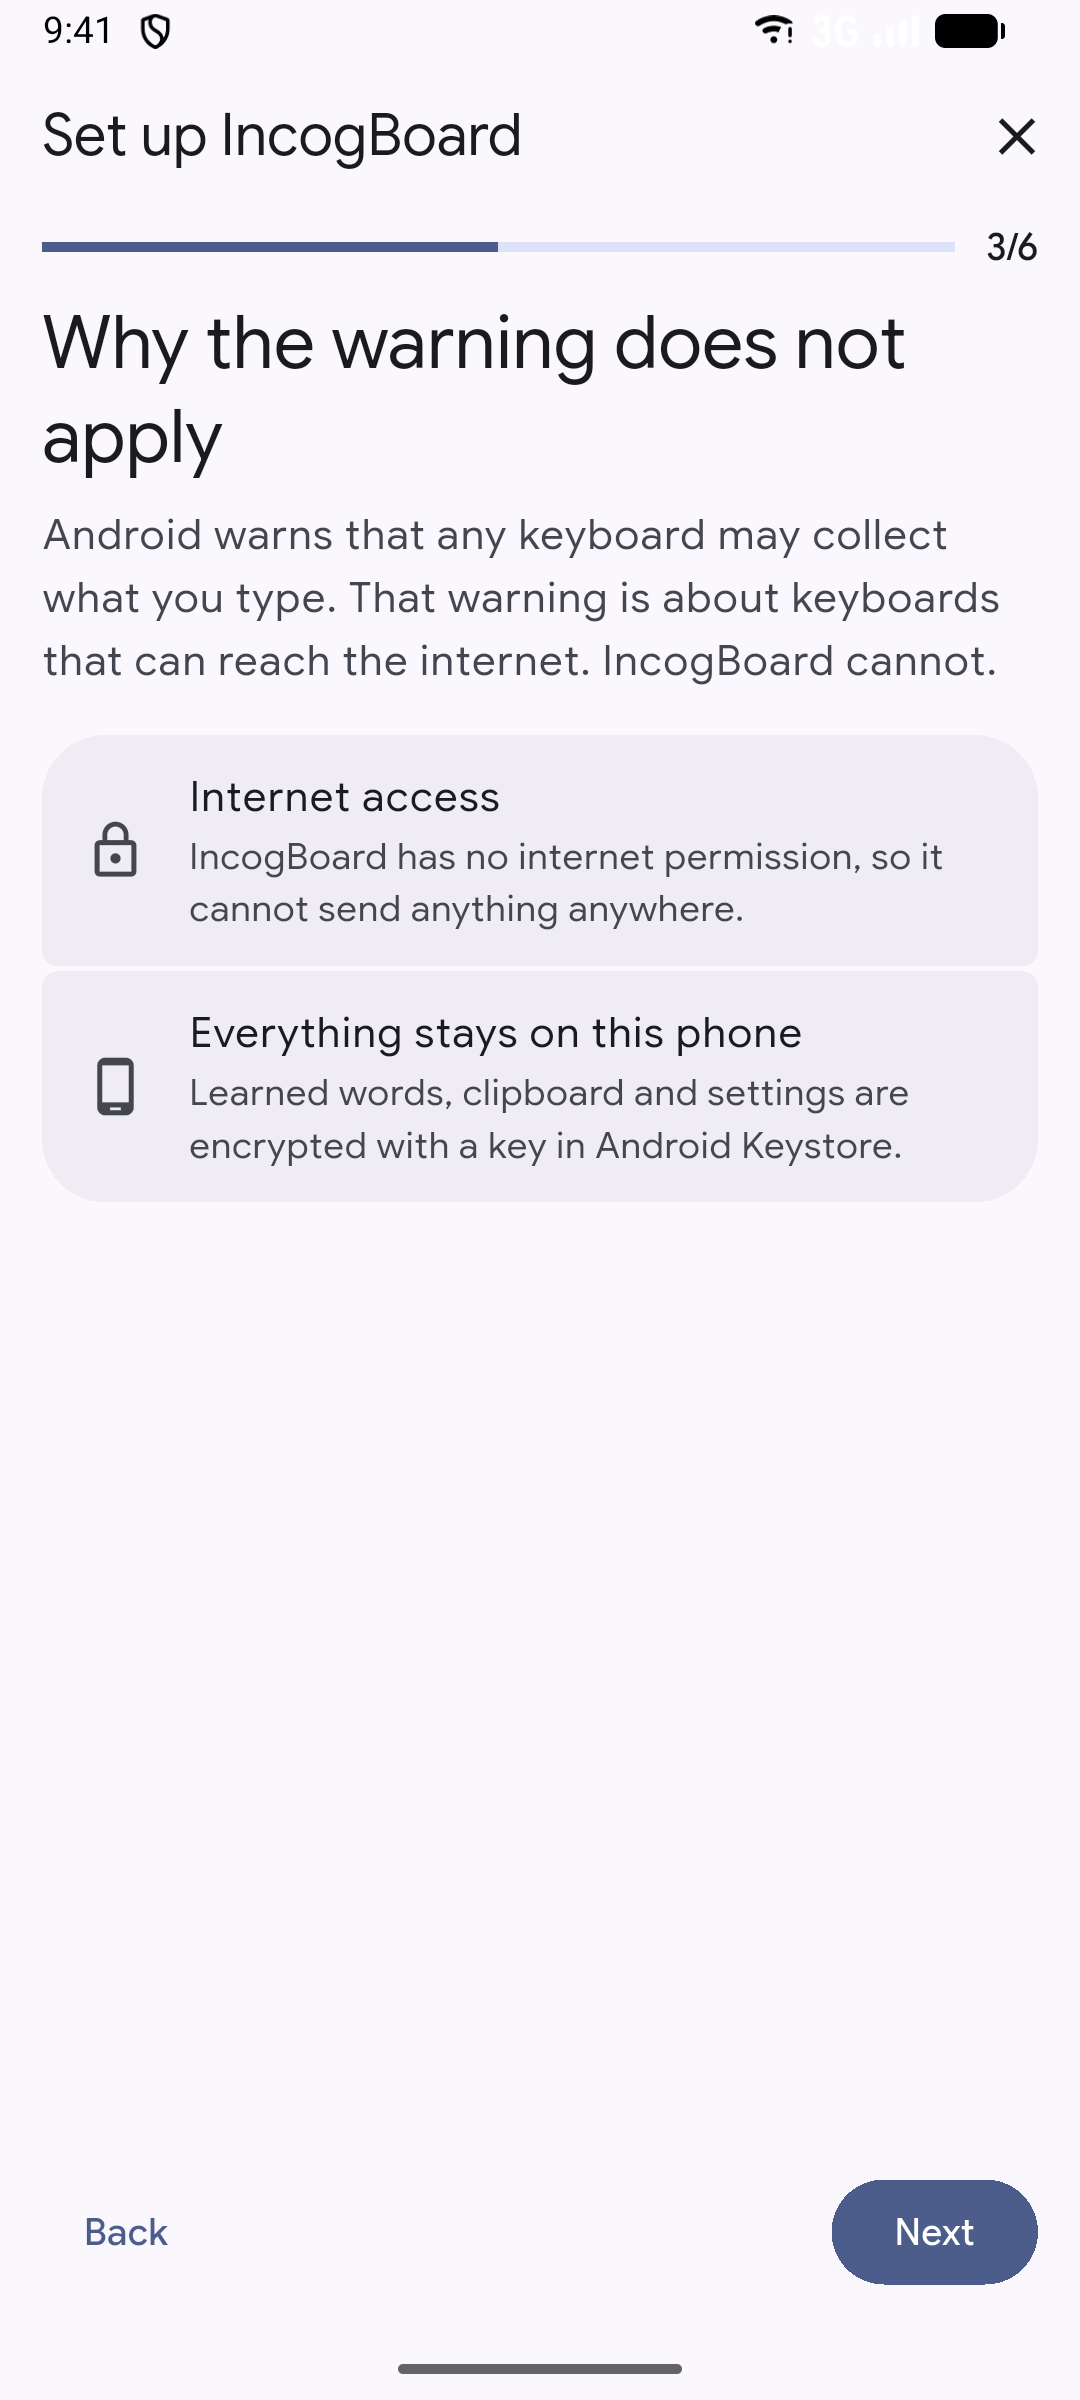 9:41
3G
Set up IncogBoard
3/6
Why the warning does not
apply
Android warns that any keyboard may collect
what you type. That warning is about keyboards
that can reach the internet. IncogBoard cannot.
Internet access
IncogBoard has no internet permission, so it
cannot send anything anywhere.
Everything stays on this phone
Learned words, clipboard and settings are
encrypted with a key in Android Keystore.
Back
Next